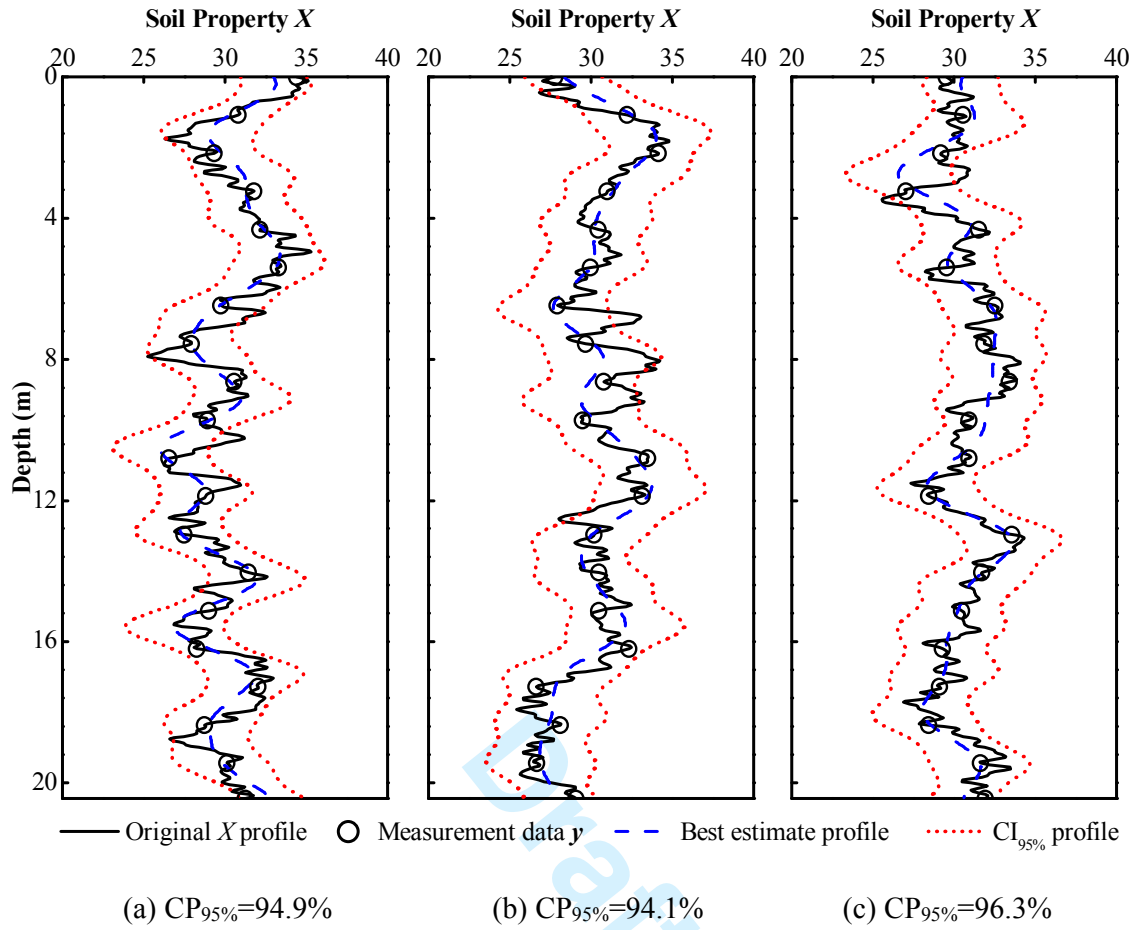 Soil Property X
Soil Property X
Soil Property X
20 25 30 35 40
20 25 30 35 40
20 25 30 35 40
0
4
8
12
16
20
Depth (m)
Draft
Original X profile
Measurement data y
Best estimate profile
CI95% profile
(a) CP95%=94.9%
(b) CP95%=94.1%
(c) CP95%=96.3%